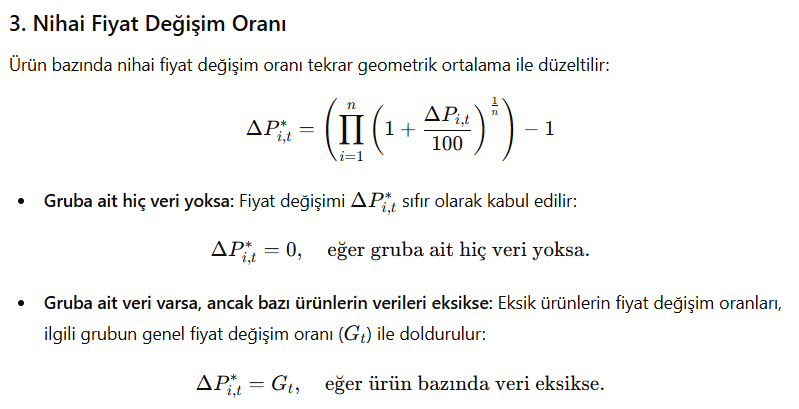 3. Nihai Fiyat Değişim Oranı
Ürün bazında nihai fiyat değişim oranı tekrar geometrik ortalama ile düzeltilir:
$$\Delta P_{i,t}^{*} = \left( \prod_{i=1}^{n} \left( 1 + \frac{\Delta P_{i,t}}{100} \right)^{\frac{1}{n}} \right) - 1$$
• Gruba ait hiç veri yoksa: Fiyat değişimi $\Delta P_{i,t}^{*}$ sıfır olarak kabul edilir:
$$\Delta P_{i,t}^{*} = 0, \quad \text{eğer gruba ait hiç veri yoksa.}$$
• Gruba ait veri varsa, ancak bazı ürünlerin verileri eksikse: Eksik ürünlerin fiyat değişim oranları,
ilgili grubun genel fiyat değişim oranı ($G_t$) ile doldurulur:
$$\Delta P_{i,t}^{*} = G_t, \quad \text{eğer ürün bazında veri eksikse.}$$